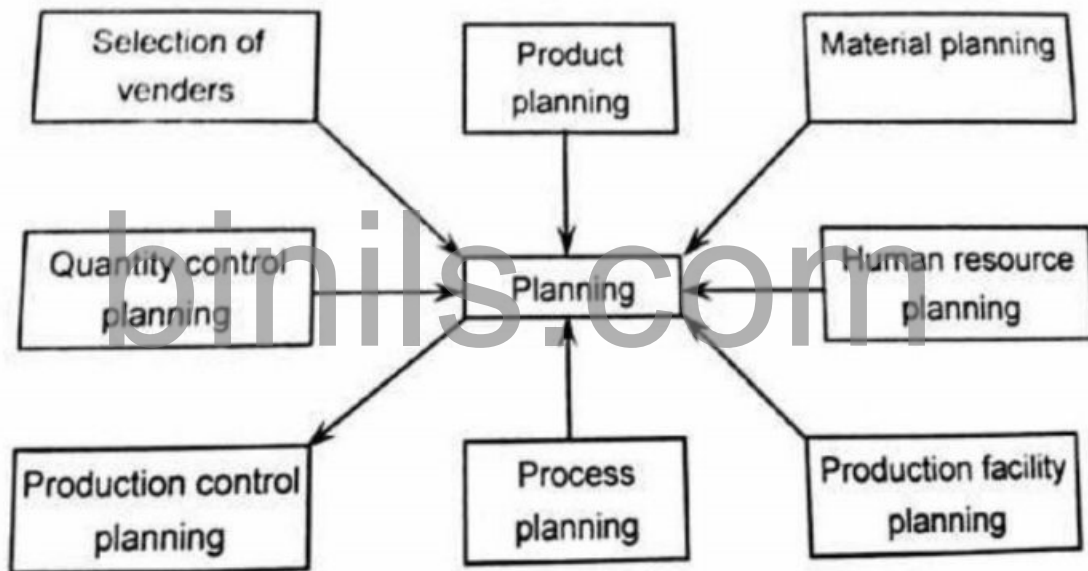 Selection of
venders
Product
planning
Material planning
Quantity control
planning
Planning
Human resource
planning
Production control
planning
Process
planning
Production facility
planning
binils.com